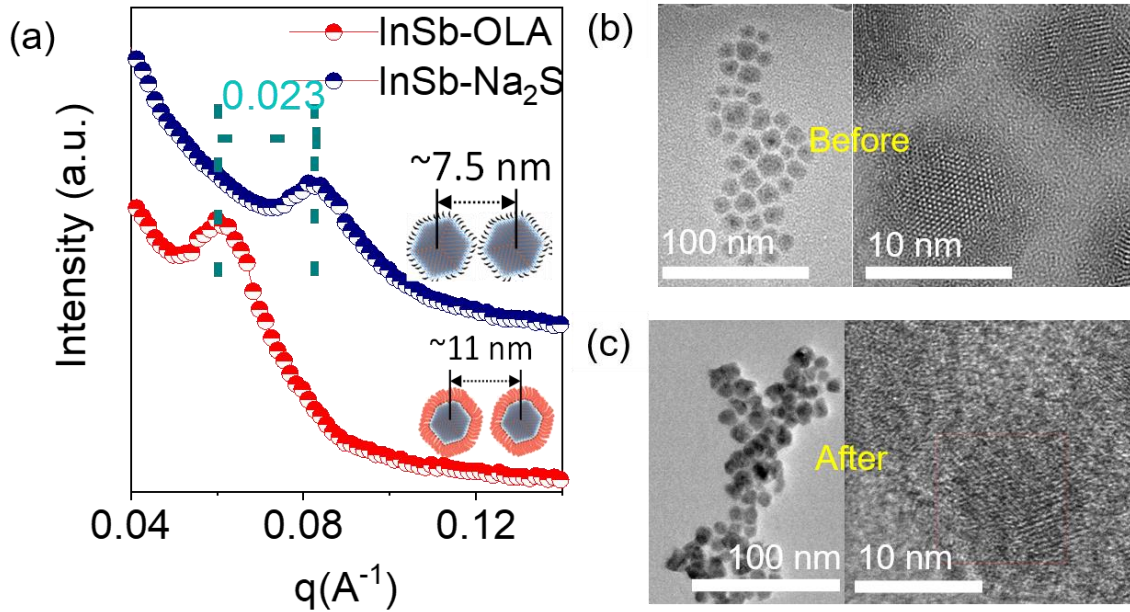 (a)
InSb-OLA
InSb-Na₂S
0.023
~7.5 nm
~11 nm
Intensity (a.u.)
0.04 0.08 0.12
q(A⁻¹)
(b)
Before
100 nm
10 nm
(c)
After
100 nm
10 nm